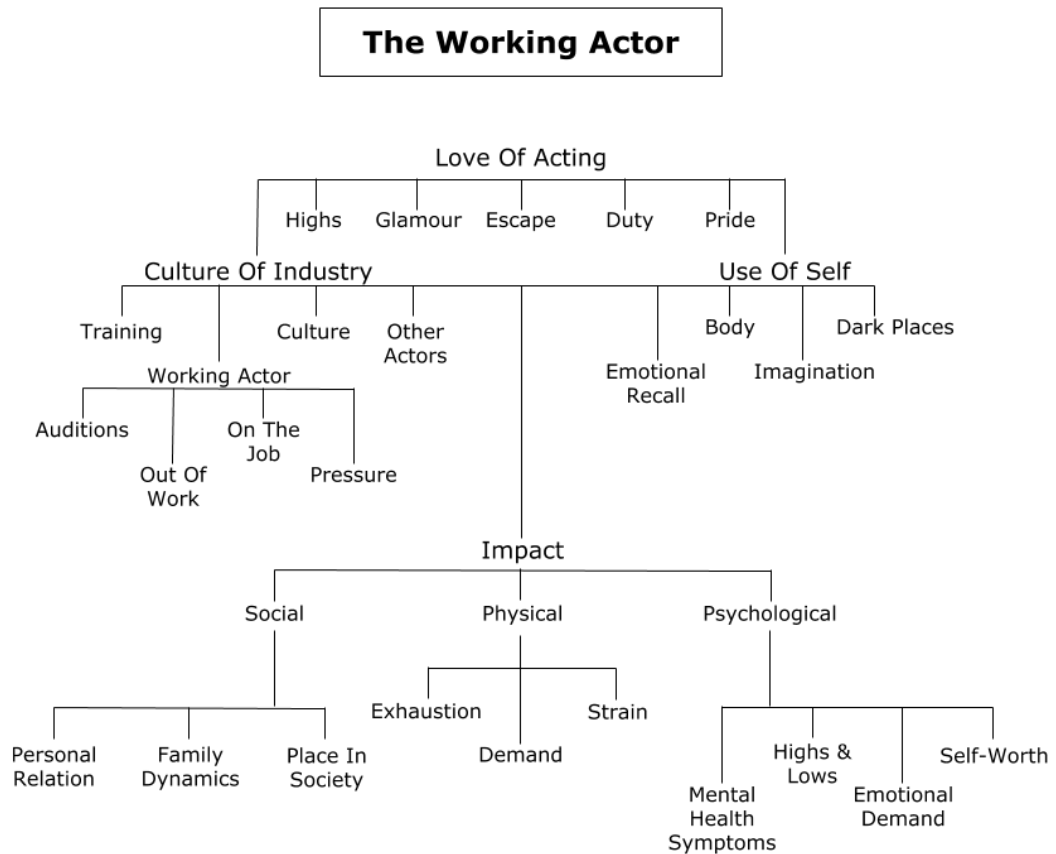 The Working Actor
Love Of Acting
Highs
Glamour
Escape
Duty
Pride
Culture Of Industry
Use Of Self
Training
Culture
Other
Actors
Body
Dark Places
Working Actor
Emotional
Recall
Imagination
Auditions
On The
Job
Out Of
Work
Pressure
Impact
Social
Physical
Psychological
Exhaustion
Strain
Demand
Personal
Relation
Family
Dynamics
Place In
Society
Highs &
Lows
Self-Worth
Mental
Health
Symptoms
Emotional
Demand